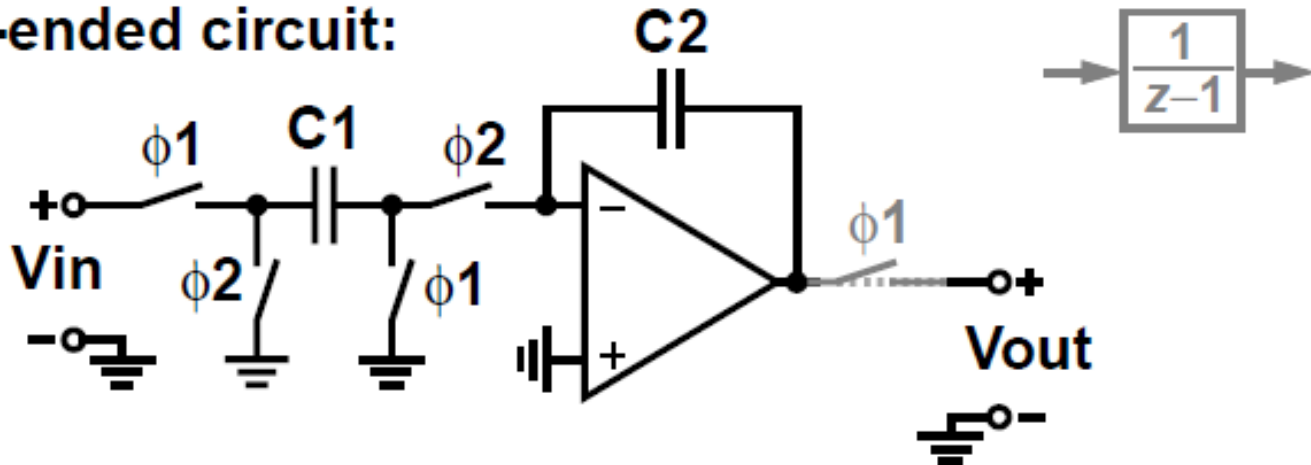 -ended circuit:
C2
1
z–1
C1
ϕ1
ϕ2
+
–
ϕ1
Vin
ϕ2
ϕ1
+
–
+
Vout
–